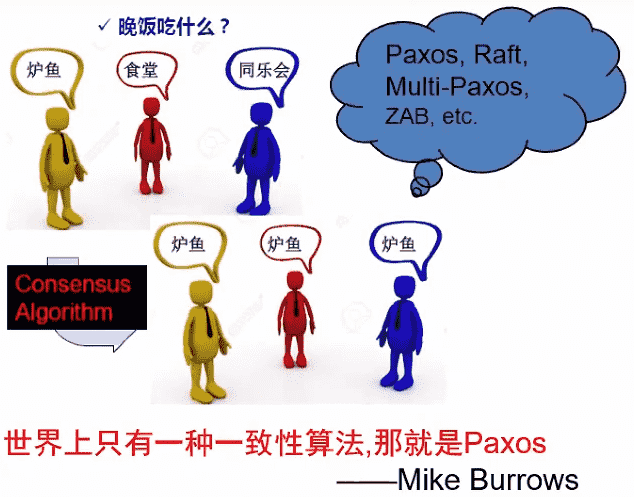 ✓ 晚饭吃什么？
炉鱼
食堂
同乐会
Paxos, Raft,
Multi-Paxos,
ZAB, etc.
炉鱼
炉鱼
炉鱼
Consensus
Algorithm
世界上只有一种一致性算法,那就是Paxos
——Mike Burrows